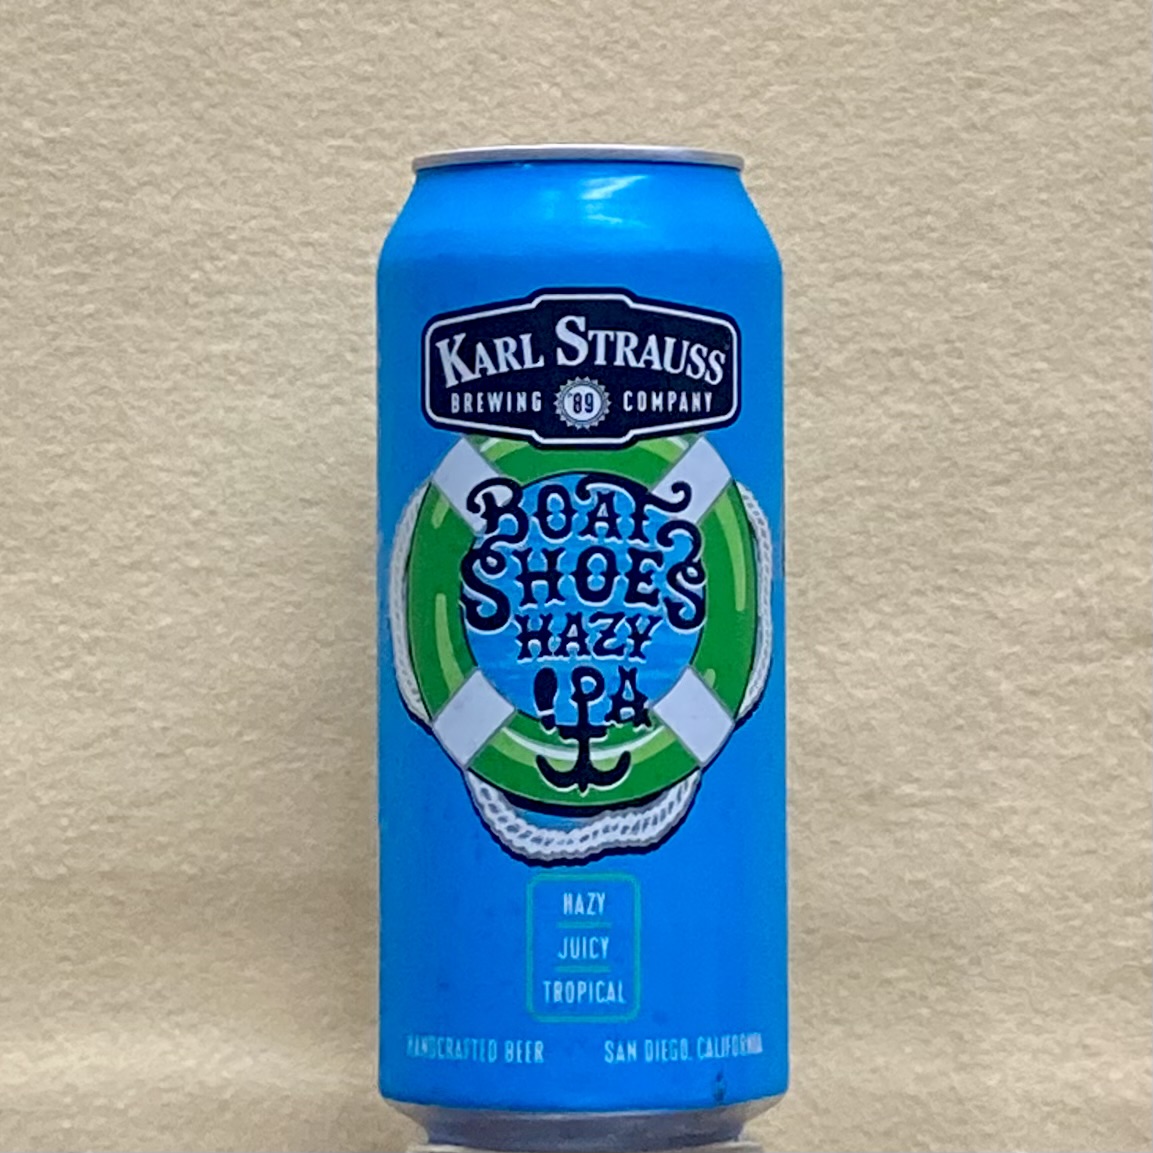 KARL STRAUSS
BREWING '89 COMPANY
BOAT
SHOES
HAZY
IPA
HAZY
JUICY
TROPICAL
HANDCRAFTED BEER SAN DIEGO, CALIFORNIA